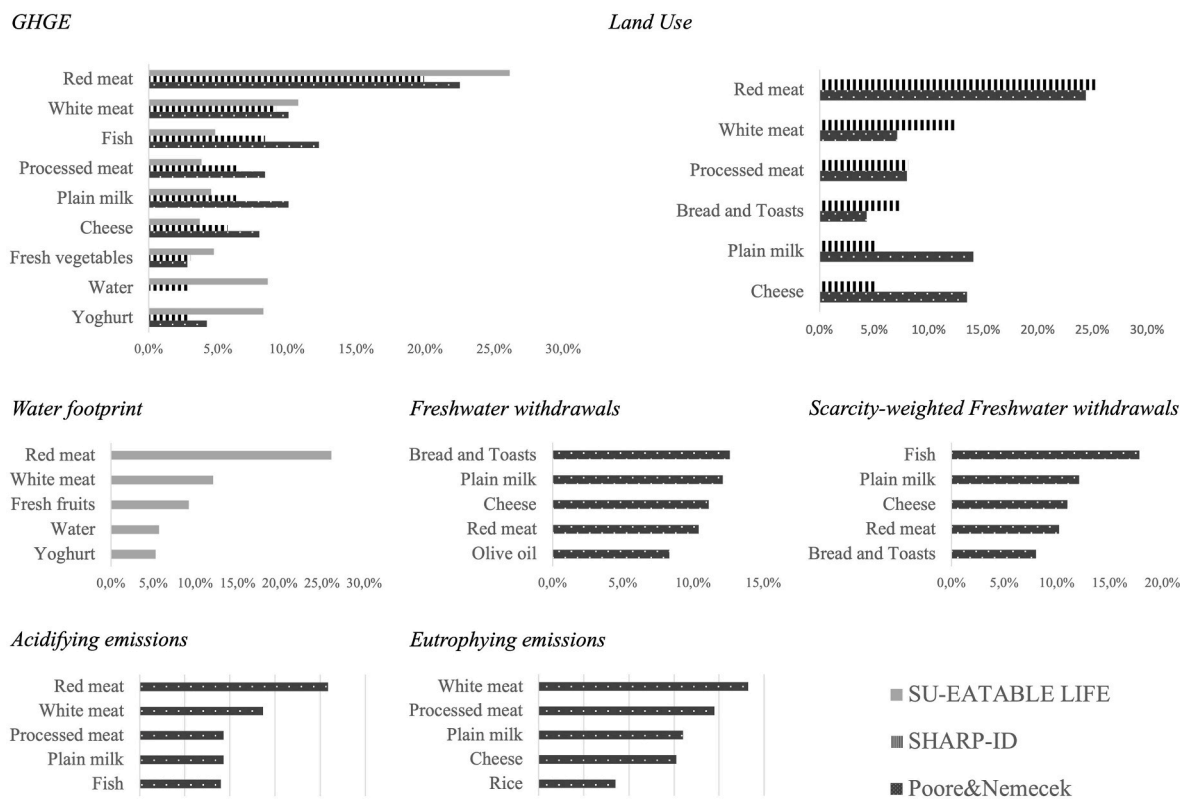 GHGE
Red meat
White meat
Fish
Processed meat
Plain milk
Cheese
Fresh vegetables
Water
Yoghurt
0,0% 5,0% 10,0% 15,0% 20,0% 25,0% 30,0%
Land Use
Red meat
White meat
Processed meat
Bread and Toasts
Plain milk
Cheese
0,0% 5,0% 10,0% 15,0% 20,0% 25,0% 30,0%
Water footprint
Red meat
White meat
Fresh fruits
Water
Yoghurt
0,0% 5,0% 10,0% 15,0% 20,0% 25,0% 30,0%
Freshwater withdrawals
Bread and Toasts
Plain milk
Cheese
Red meat
Olive oil
0,0% 5,0% 10,0% 15,0%
Scarcity-weighted Freshwater withdrawals
Fish
Plain milk
Cheese
Red meat
Bread and Toasts
0,0% 5,0% 10,0% 15,0% 20,0%
Acidifying emissions
Red meat
White meat
Processed meat
Plain milk
Fish
Eutrophying emissions
White meat
Processed meat
Plain milk
Cheese
Rice
SU-EATABLE LIFE
SHARP-ID
Poore&Nemecek